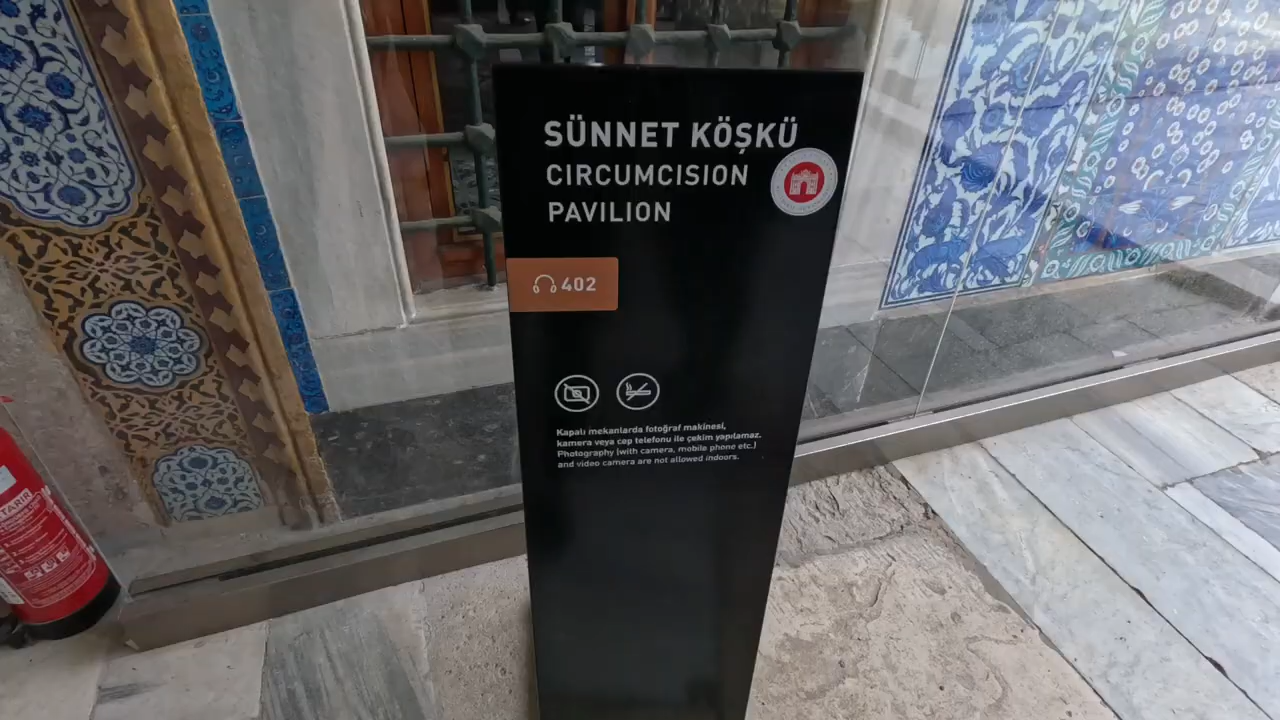 SÜNNET KÖŞKÜ
CIRCUMCISION
PAVILION
402
Kapalı mekanlarda fotoğraf makinesi,
kamera veya cep telefonu ile çekim yapılamaz.
Photography (with camera, mobile phone etc.)
and video camera are not allowed indoors.